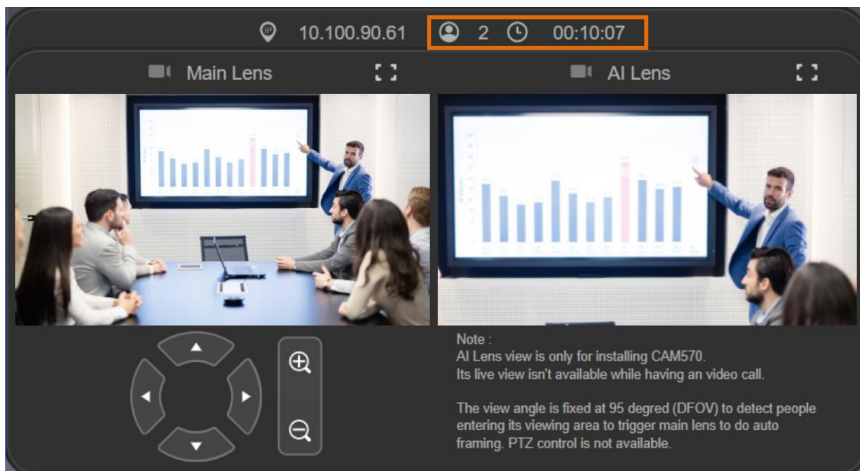 IP 10.100.90.61 2 00:10:07
Main Lens
AI Lens
Note :
AI Lens view is only for installing CAM570.
Its live view isn't available while having an video call.
The view angle is fixed at 95 degred (DFOV) to detect people
entering its viewing area to trigger main lens to do auto
framing. PTZ control is not available.